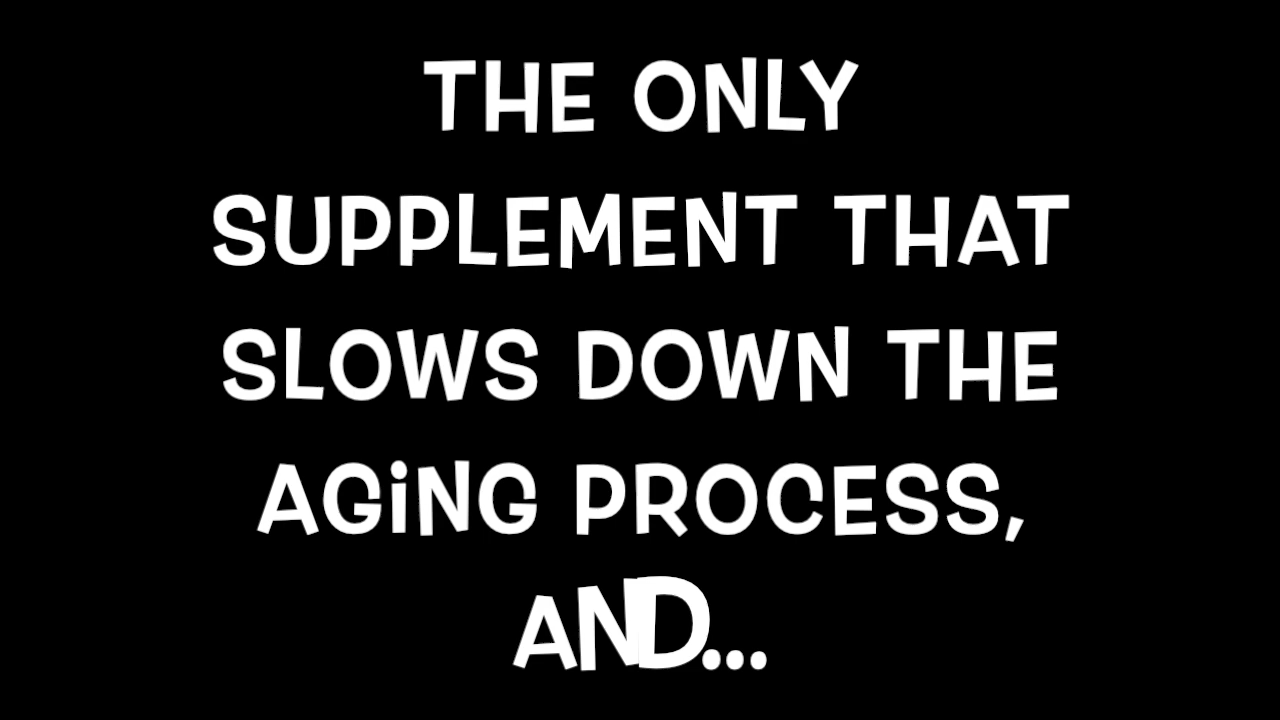 THE ONLY
SUPPLEMENT THAT
SLOWS DOWN THE
AGiNG PROCESS,
AND...